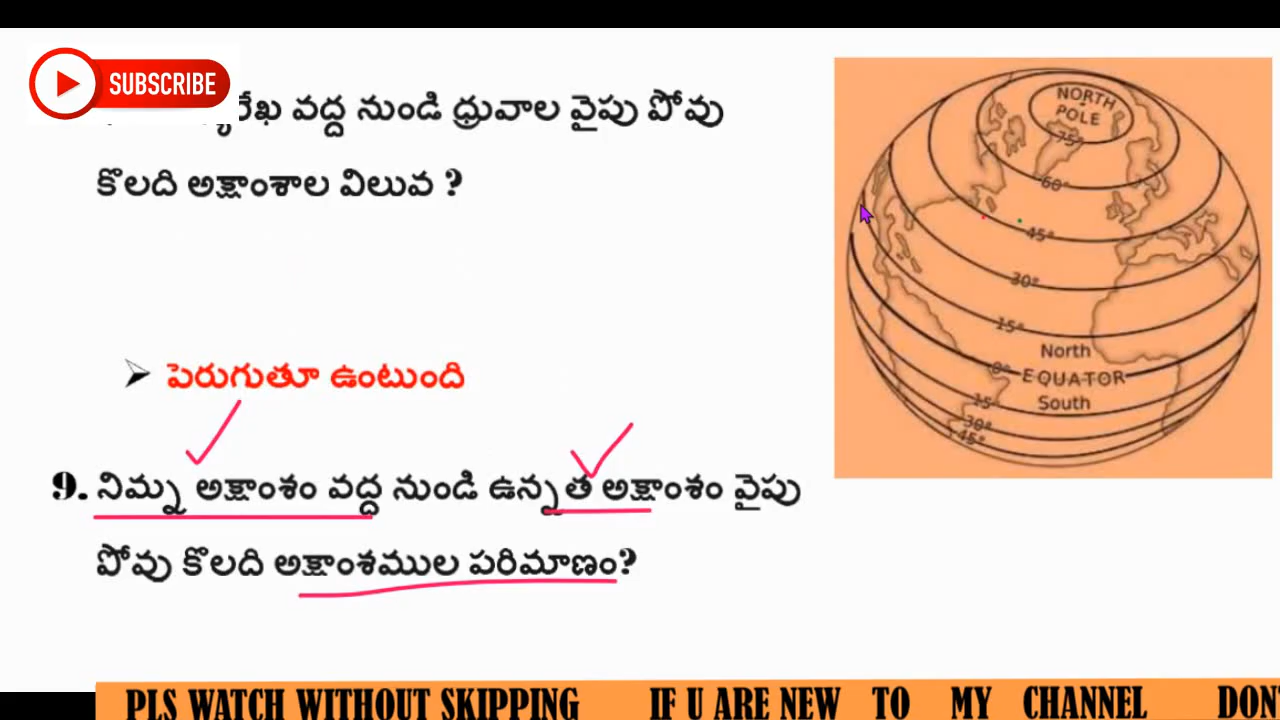 SUBSCRIBE
వద్ద నుండి ధ్రువాల వైపు పోవు
కొలది అక్షాంశాల విలువ ?
➢ పెరుగుతూ ఉంటుంది
9. నిమ్న అక్షాంశం వద్ద నుండి ఉన్నత అక్షాంశం వైపు
పోవు కొలది అక్షాంశముల పరిమాణం?
NORTH
POLE
75°
60°
45°
30°
15°
North
0° EQUATOR
15° South
30°
45°
PLS WATCH WITHOUT SKIPPING IF U ARE NEW TO MY CHANNEL DON